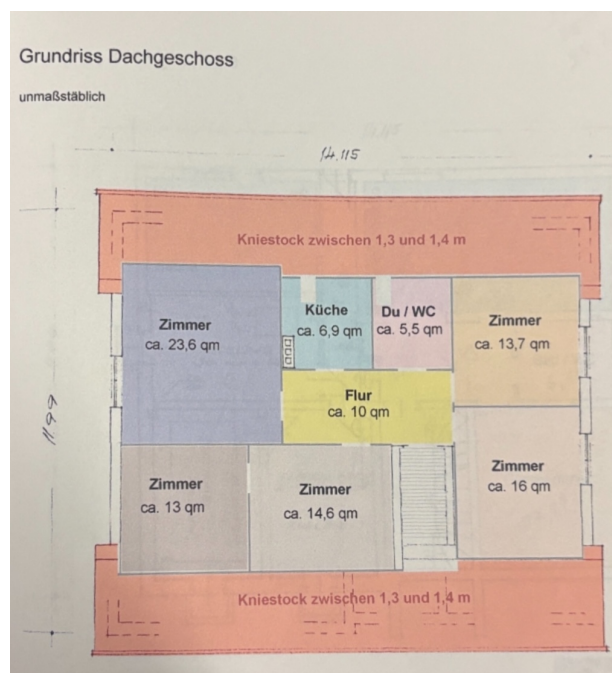 Grundriss Dachgeschoss
unmaßstäblich
14.115
Kniestock zwischen 1,3 und 1,4 m
Zimmer
ca. 23,6 qm
Küche
ca. 6,9 qm
Du / WC
ca. 5,5 qm
Zimmer
ca. 13,7 qm
Flur
ca. 10 qm
11.99
Zimmer
ca. 13 qm
Zimmer
ca. 14,6 qm
Zimmer
ca. 16 qm
Kniestock zwischen 1,3 und 1,4 m